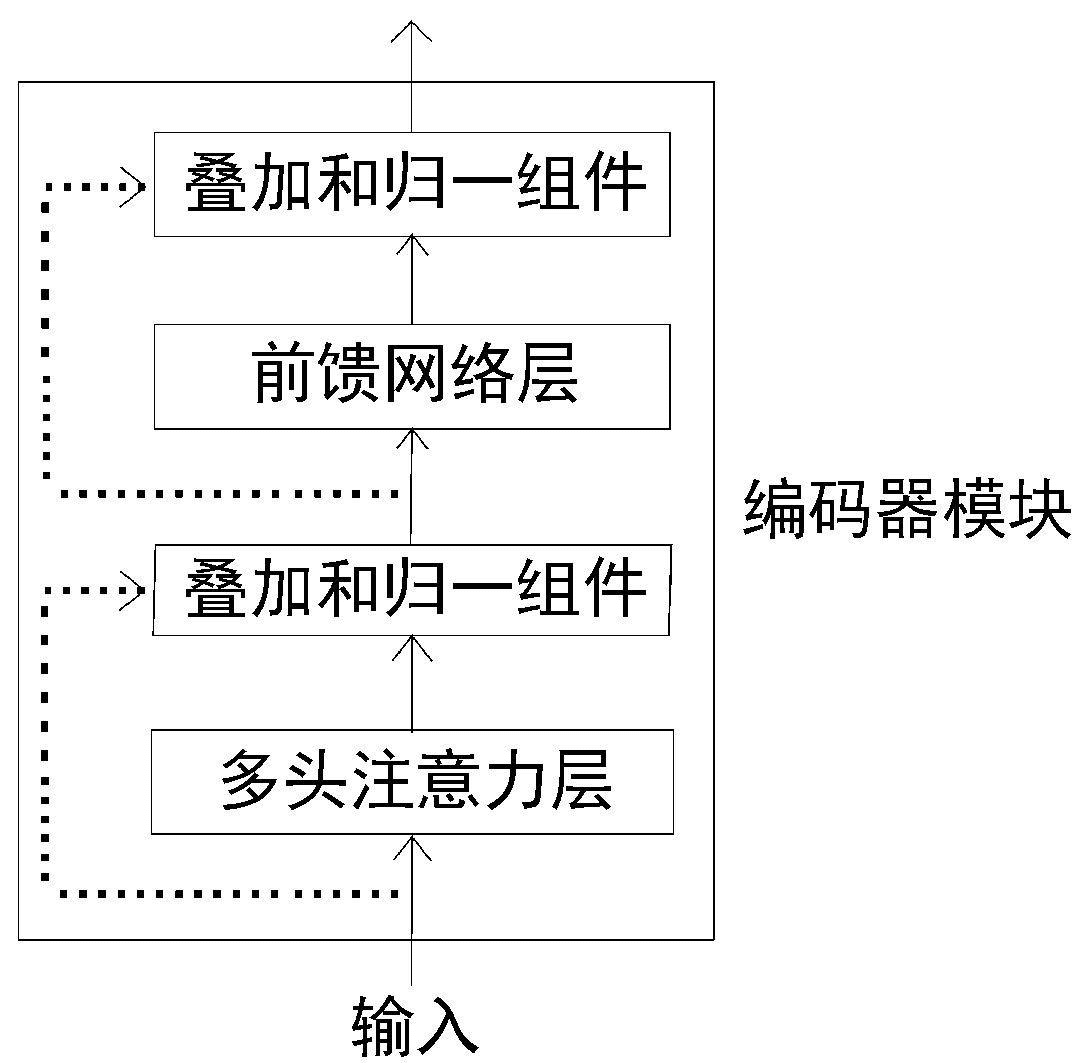 叠加和归一组件
前馈网络层
编码器模块
叠加和归一组件
多头注意力层
输入